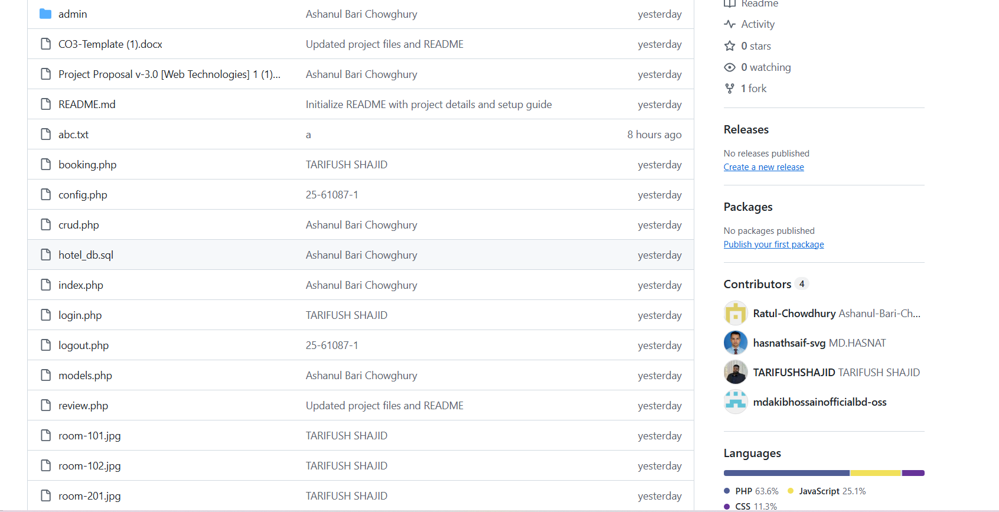 admin Ashanul Bari Chowghury yesterday
CO3-Template (1).docx Updated project files and README yesterday
Project Proposal v-3.0 [Web Technologies] 1 (1)... Ashanul Bari Chowghury yesterday
README.md Initialize README with project details and setup guide yesterday
abc.txt a 8 hours ago
booking.php TARIFUSH SHAJID yesterday
config.php 25-61087-1 yesterday
crud.php Ashanul Bari Chowghury yesterday
hotel_db.sql Ashanul Bari Chowghury yesterday
index.php Ashanul Bari Chowghury yesterday
login.php TARIFUSH SHAJID yesterday
logout.php 25-61087-1 yesterday
models.php Ashanul Bari Chowghury yesterday
review.php Updated project files and README yesterday
room-101.jpg TARIFUSH SHAJID yesterday
room-102.jpg TARIFUSH SHAJID yesterday
room-201.jpg TARIFUSH SHAJID yesterday
Readme
Activity
0 stars
0 watching
1 fork
Releases
No releases published
Create a new release
Packages
No packages published
Publish your first package
Contributors 4
Ratul-Chowdhury Ashanul-Bari-Ch...
hasnathsaif-svg MD.HASNAT
TARIFUSHSHAJID TARIFUSH SHAJID
mdakibhossainofficialbd-oss
Languages
PHP 63.6% JavaScript 25.1%
CSS 11.3%